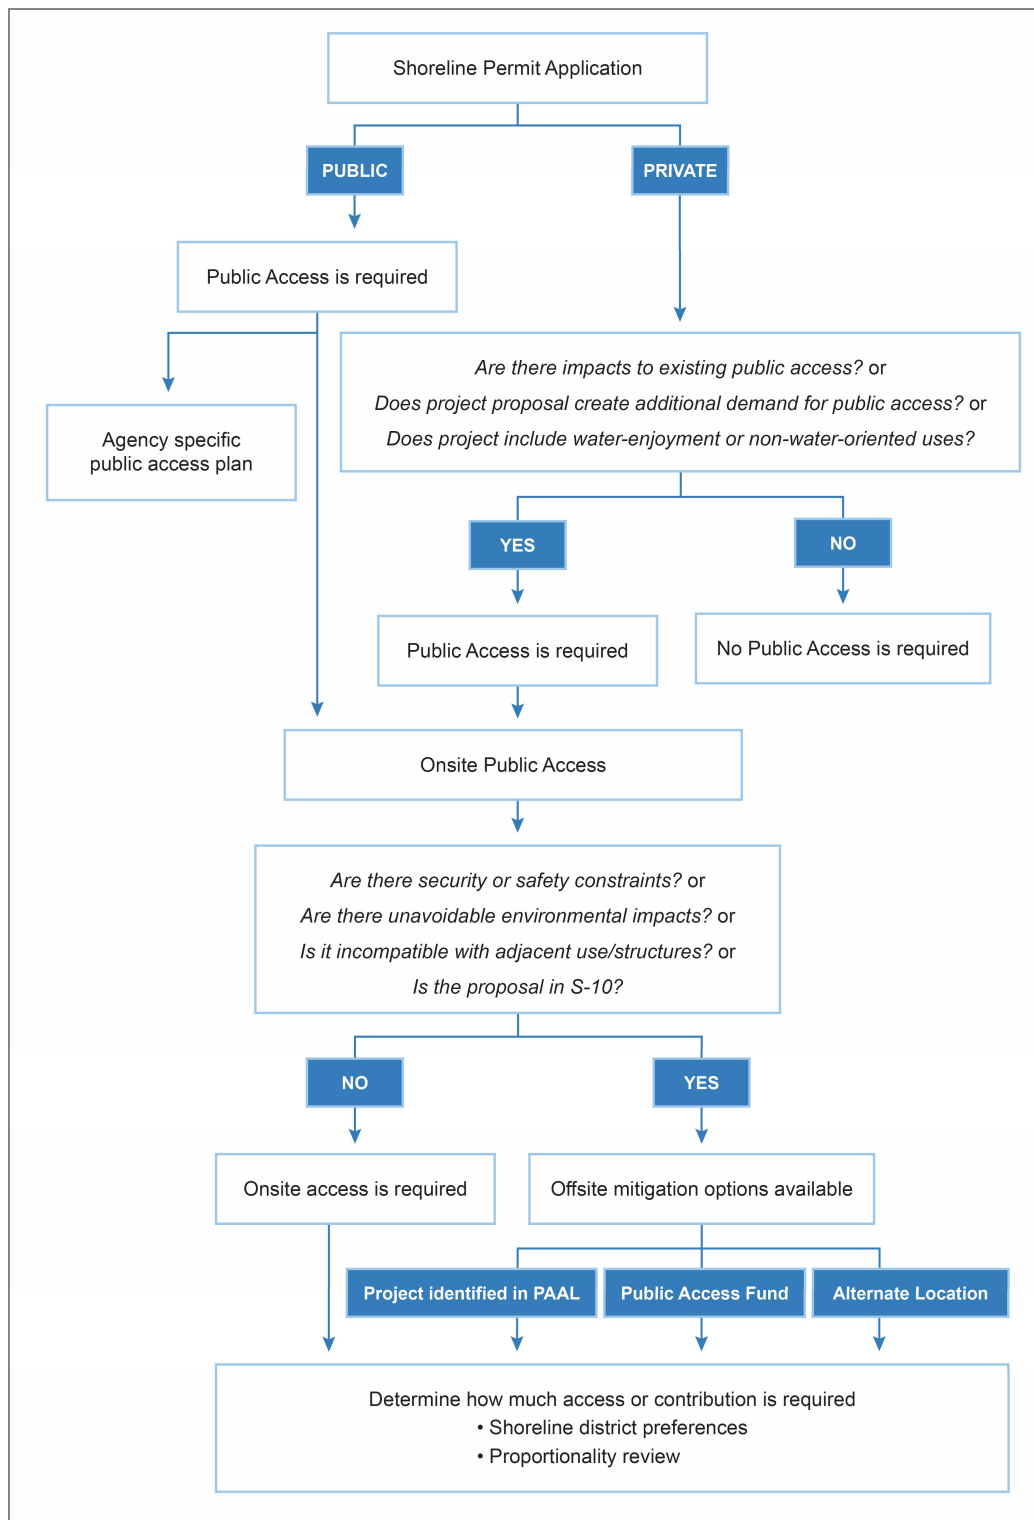 Shoreline Permit Application
PUBLIC
PRIVATE
Public Access is required
Are there impacts to existing public access? or
Does project proposal create additional demand for public access? or
Does project include water-enjoyment or non-water-oriented uses?
Agency specific
public access plan
YES
NO
Public Access is required
No Public Access is required
Onsite Public Access
Are there security or safety constraints? or
Are there unavoidable environmental impacts? or
Is it incompatible with adjacent use/structures? or
Is the proposal in S-10?
NO
YES
Onsite access is required
Offsite mitigation options available
Project identified in PAAL
Public Access Fund
Alternate Location
Determine how much access or contribution is required
• Shoreline district preferences
• Proportionality review